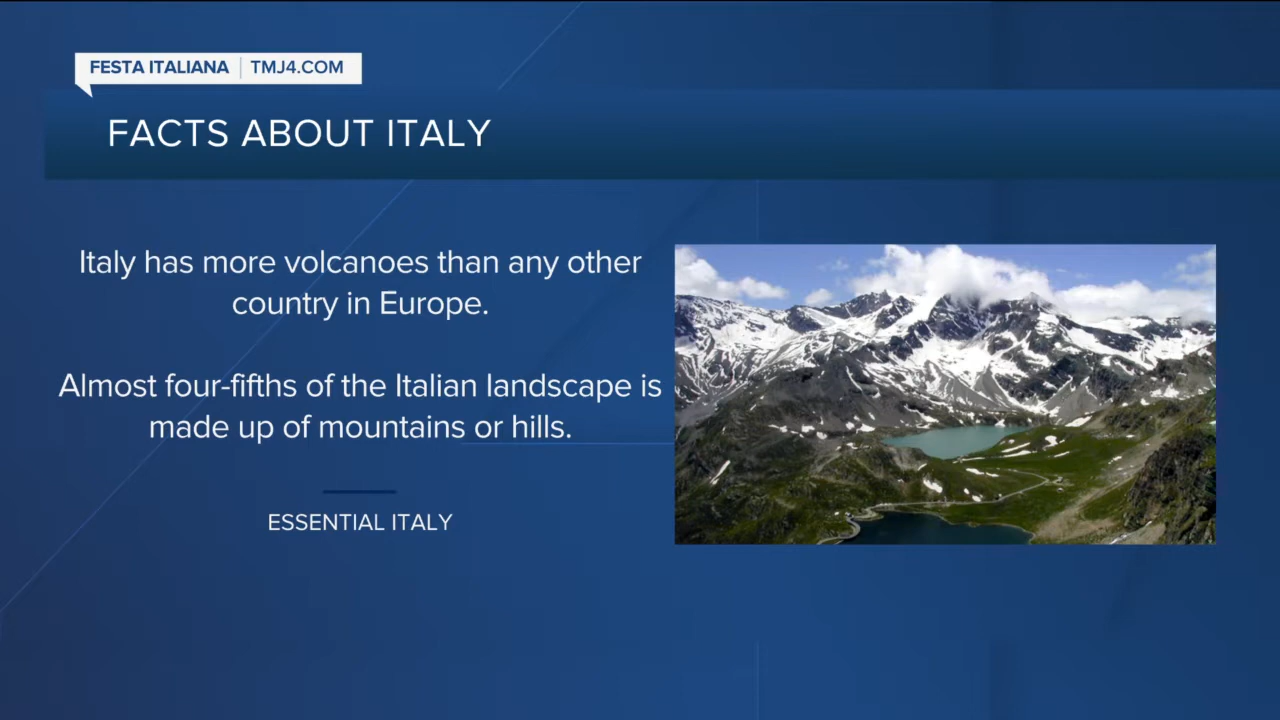 FESTA ITALIANA | TMJ4.COM
FACTS ABOUT ITALY
Italy has more volcanoes than any other
country in Europe.
Almost four-fifths of the Italian landscape is
made up of mountains or hills.
ESSENTIAL ITALY